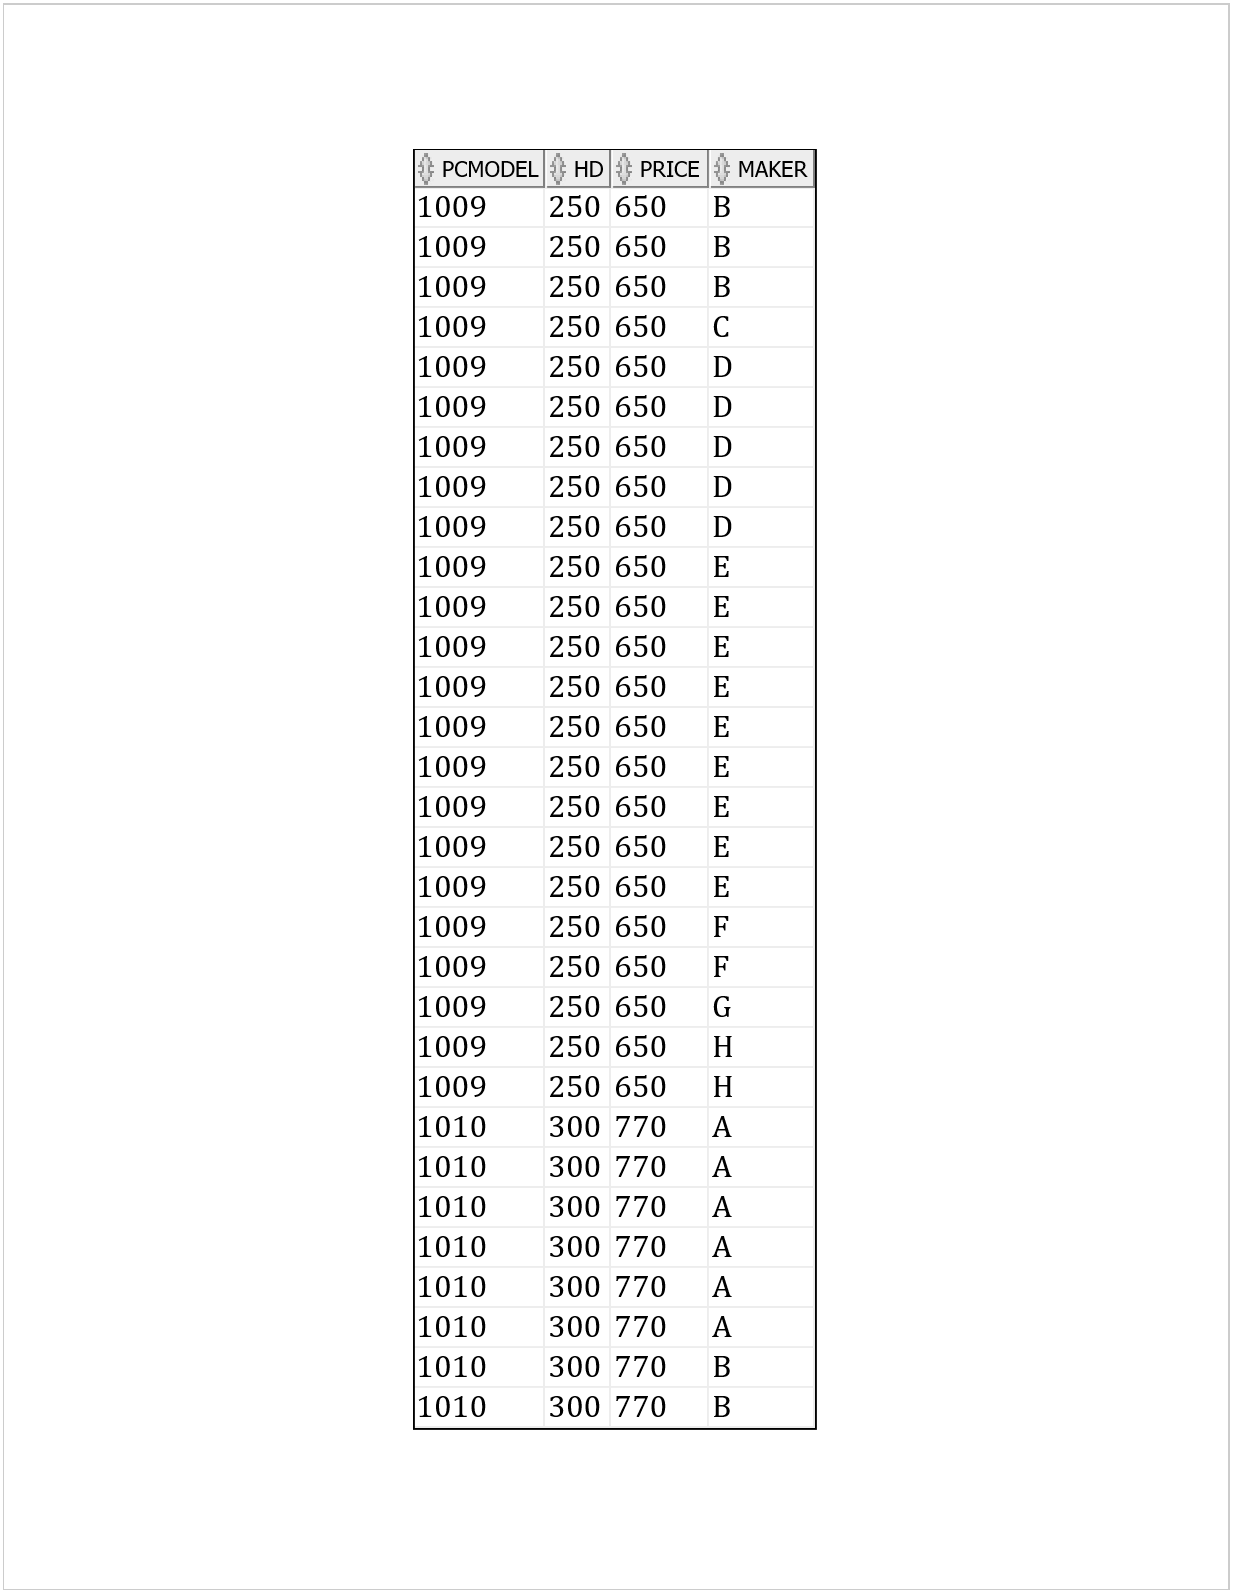 PCMODEL HD PRICE MAKER
1009 250 650 B
1009 250 650 B
1009 250 650 B
1009 250 650 C
1009 250 650 D
1009 250 650 D
1009 250 650 D
1009 250 650 D
1009 250 650 D
1009 250 650 E
1009 250 650 E
1009 250 650 E
1009 250 650 E
1009 250 650 E
1009 250 650 E
1009 250 650 E
1009 250 650 E
1009 250 650 E
1009 250 650 F
1009 250 650 F
1009 250 650 G
1009 250 650 H
1009 250 650 H
1010 300 770 A
1010 300 770 A
1010 300 770 A
1010 300 770 A
1010 300 770 A
1010 300 770 A
1010 300 770 B
1010 300 770 B